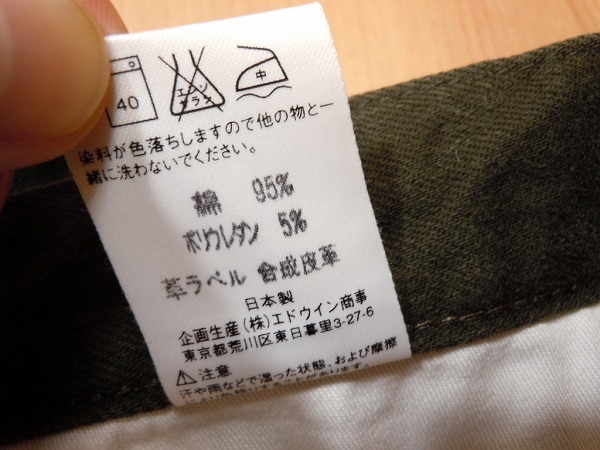 40
エンソ
サラシ
中
染料が色落ちしますので他の物と一
緒に洗わないでください。
綿 95%
ポリウレタン 5%
革ラベル 合成皮革
日本製
企画生産(株)エドウイン商事
東京都荒川区東日暮里3-27-6
⚠注意
汗や雨などで湿った状態、および摩擦